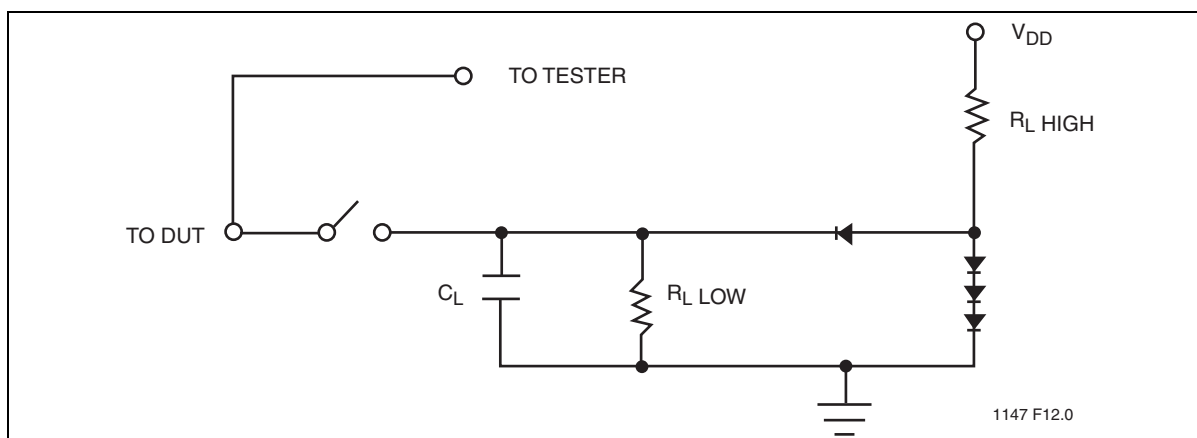 V_DD
TO TESTER
R_L HIGH
TO DUT
C_L
R_L LOW
1147 F12.0